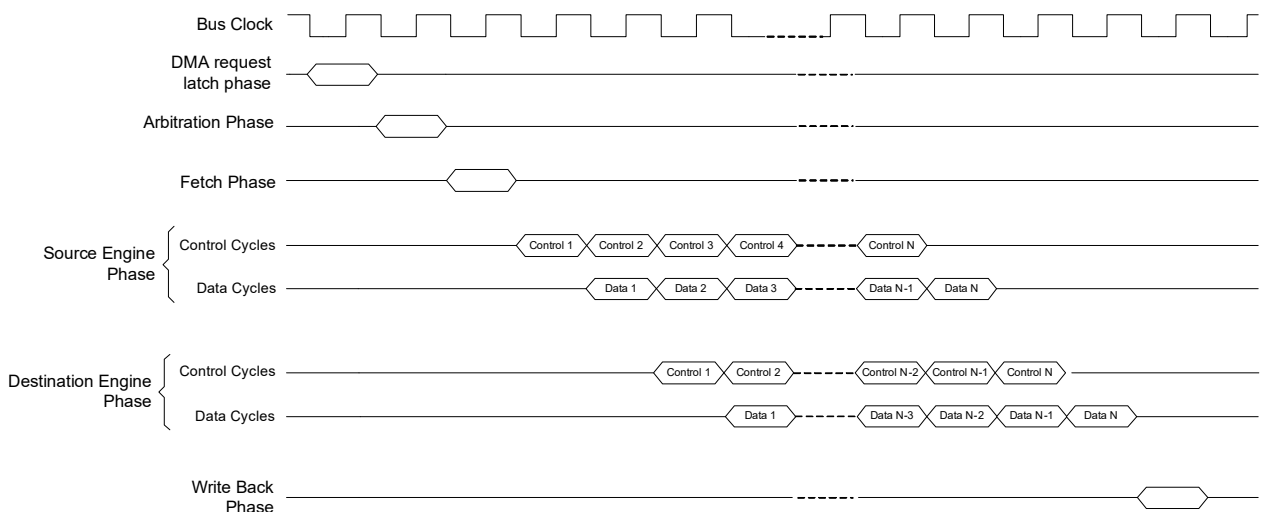 Bus Clock
DMA request
latch phase
Arbitration Phase
Fetch Phase
Source Engine
Phase
Control Cycles
Control 1 Control 2 Control 3 Control 4 Control N
Data Cycles
Data 1 Data 2 Data 3 Data N-1 Data N
Destination Engine
Phase
Control Cycles
Control 1 Control 2 Control N-2 Control N-1 Control N
Data Cycles
Data 1 Data N-3 Data N-2 Data N-1 Data N
Write Back
Phase